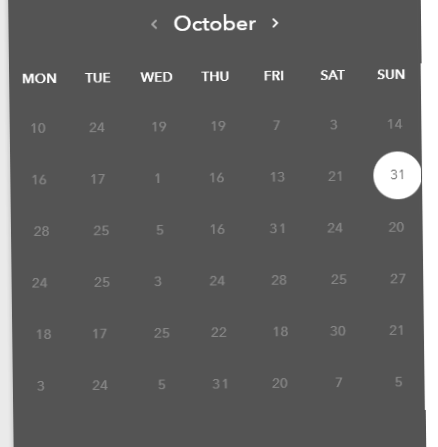 ‹ October ›
MON TUE WED THU FRI SAT SUN
10 24 19 19 7 3 14
16 17 1 16 13 21 31
28 25 5 16 31 24 20
24 25 3 24 28 25 27
18 17 25 22 18 30 21
3 24 5 31 20 7 5